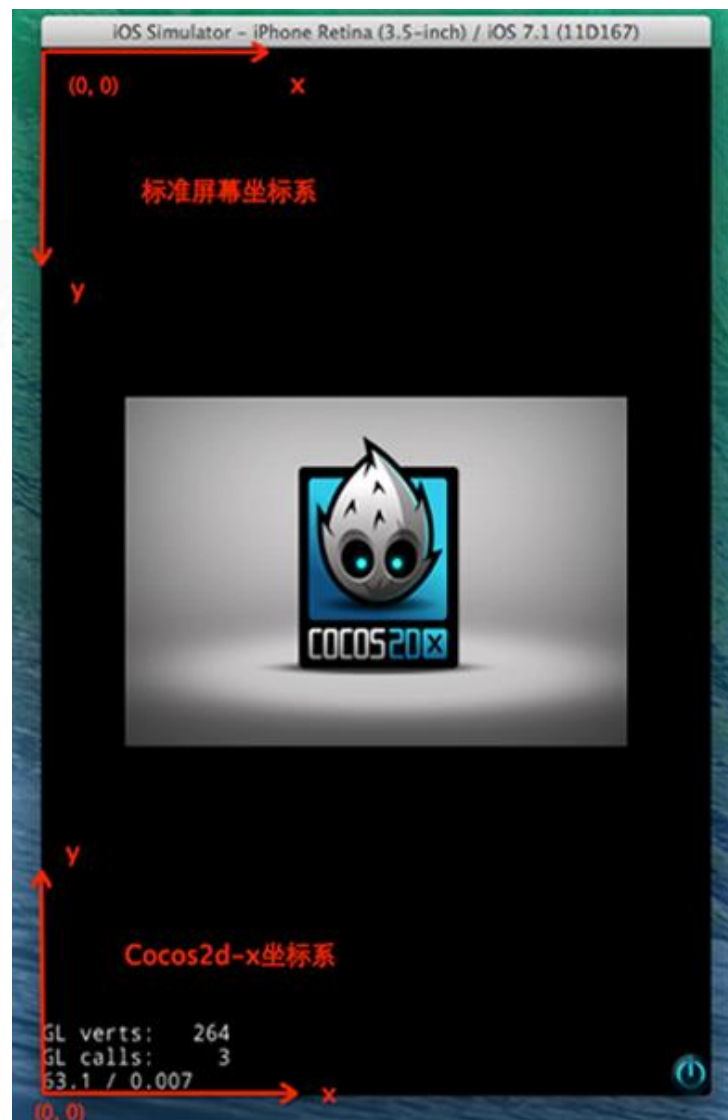 iOS Simulator - iPhone Retina (3.5-inch) / iOS 7.1 (11D167)
(0, 0)
x
标准屏幕坐标系
y
COCOS2DX
y
Cocos2d-x坐标系
GL verts: 264
GL calls: 3
63.1 / 0.007
x
(0, 0)